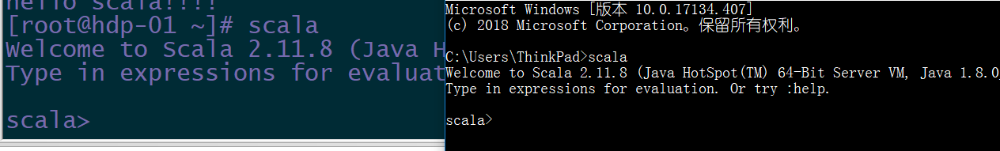 hello scala!!!!
[root@hdp-01 ~]# scala
Welcome to Scala 2.11.8 (Java H
Type in expressions for evaluat
scala>
Microsoft Windows [版本 10.0.17134.407]
(c) 2018 Microsoft Corporation。保留所有权利。
C:\Users\ThinkPad>scala
Welcome to Scala 2.11.8 (Java HotSpot(TM) 64-Bit Server VM, Java 1.8.0_
Type in expressions for evaluation. Or try :help.
scala>